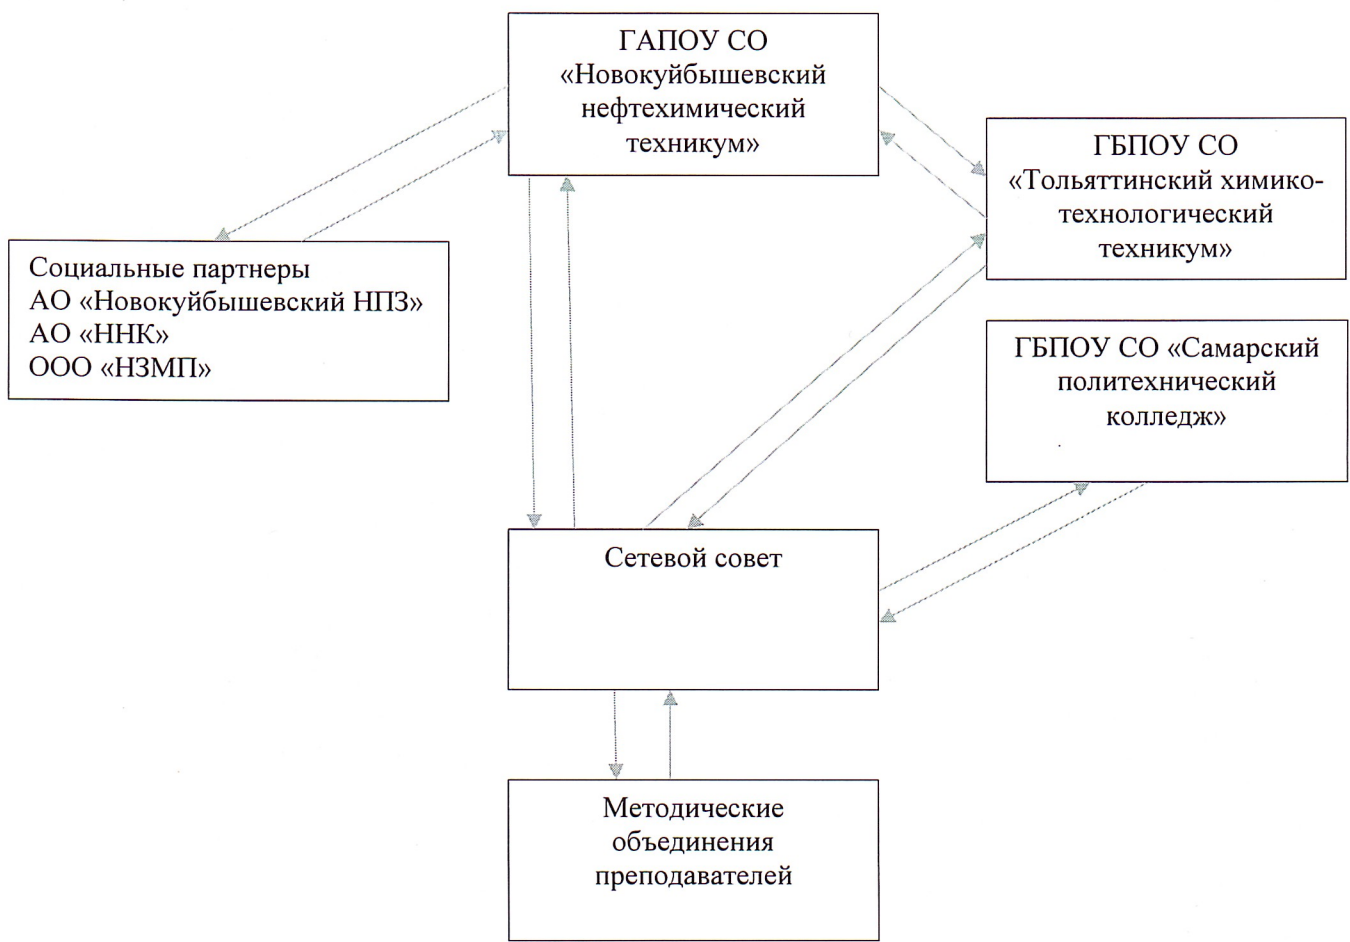 ГАПОУ СО
«Новокуйбышевский
нефтехимический
техникум»
ГБПОУ СО
«Тольяттинский химико-
технологический
техникум»
Социальные партнеры
АО «Новокуйбышевский НПЗ»
АО «ННК»
ООО «НЗМП»
ГБПОУ СО «Самарский
политехнический
колледж»
Сетевой совет
Методические
объединения
преподавателей